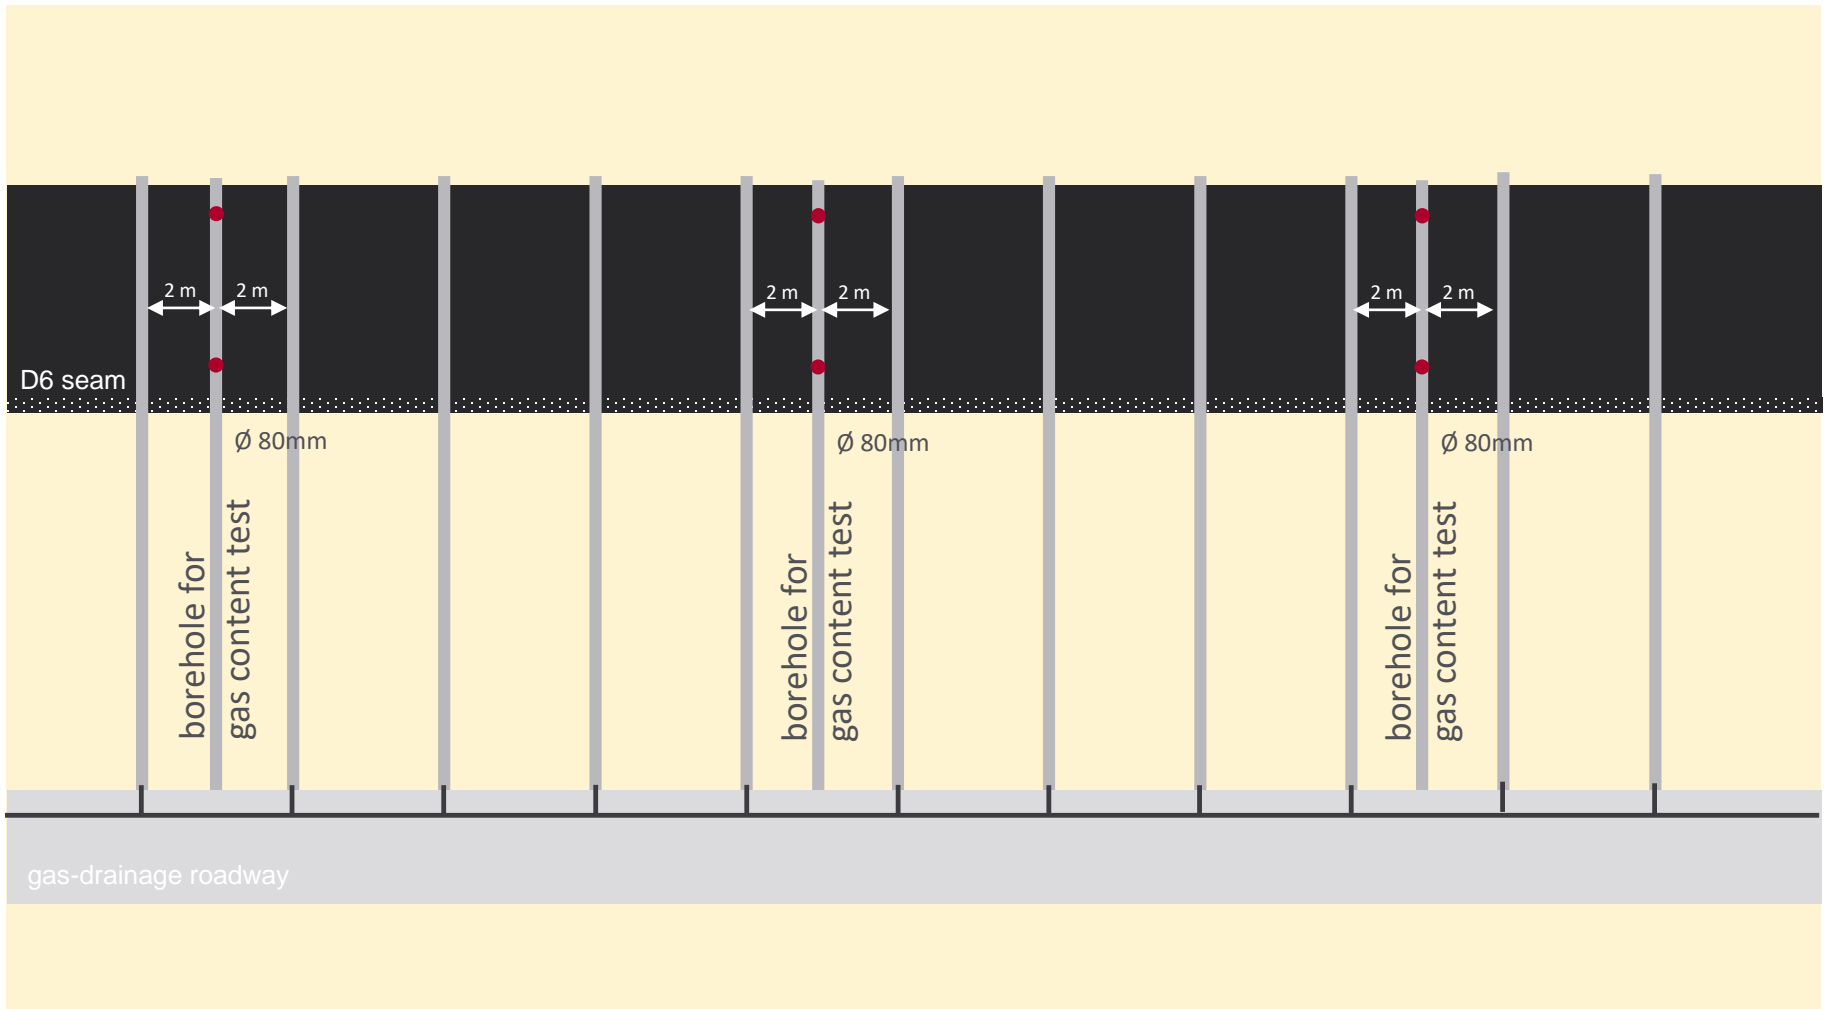 2 m
2 m
2 m
2 m
2 m
2 m
D6 seam
Ø 80mm
Ø 80mm
Ø 80mm
borehole for
gas content test
borehole for
gas content test
borehole for
gas content test
gas-drainage roadway